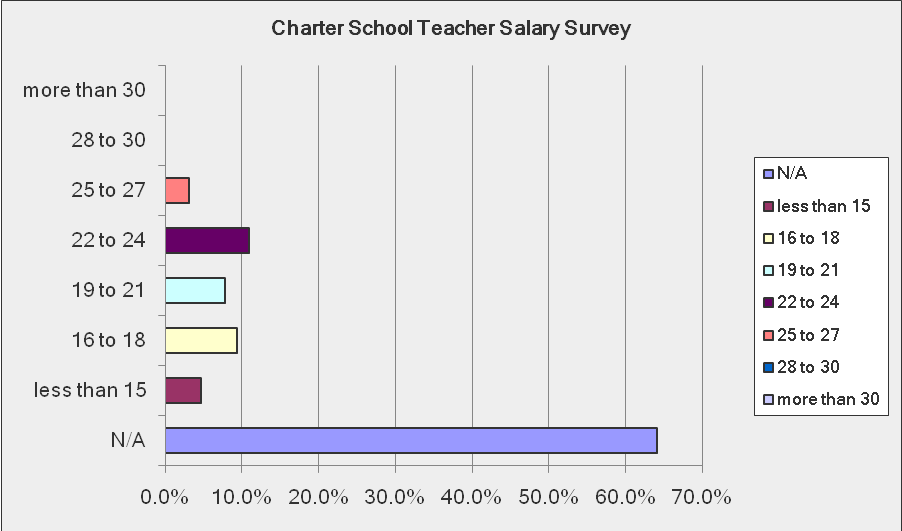 Charter School Teacher Salary Survey
more than 30
28 to 30
25 to 27
22 to 24
19 to 21
16 to 18
less than 15
N/A
0.0% 10.0% 20.0% 30.0% 40.0% 50.0% 60.0% 70.0%
N/A
less than 15
16 to 18
19 to 21
22 to 24
25 to 27
28 to 30
more than 30